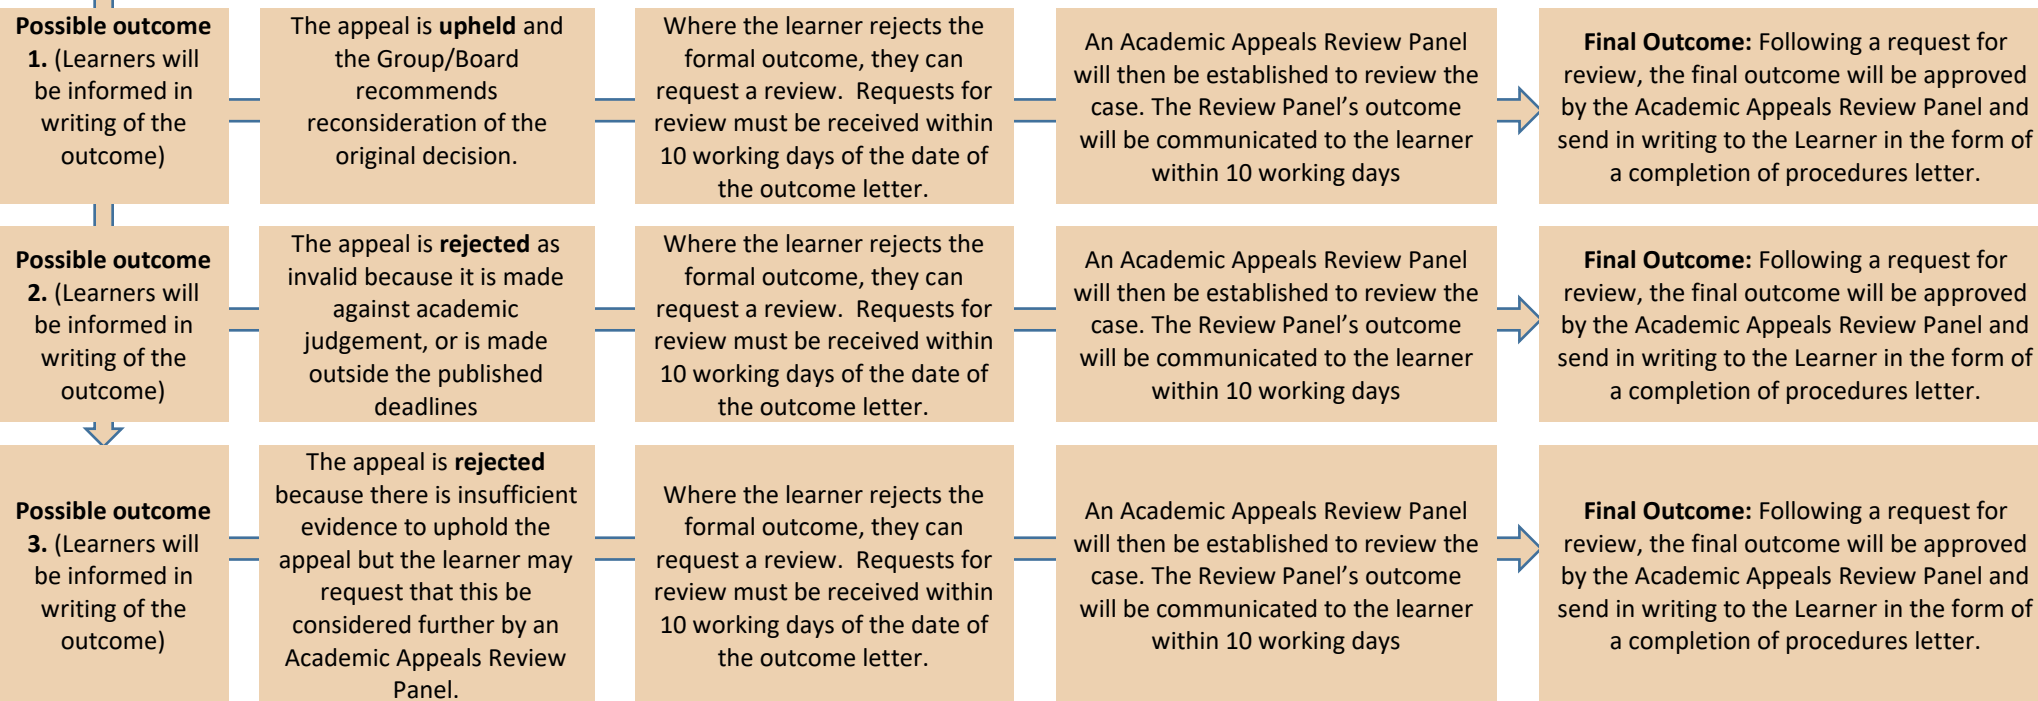 Possible outcome
1. (Learners will
be informed in
writing of the
outcome)
The appeal is upheld and
the Group/Board
recommends
reconsideration of the
original decision.
Where the learner rejects the
formal outcome, they can
request a review.  Requests for
review must be received within
10 working days of the date of
the outcome letter.
An Academic Appeals Review Panel
will then be established to review the
case. The Review Panel’s outcome
will be communicated to the learner
within 10 working days
Final Outcome: Following a request for
review, the final outcome will be approved
by the Academic Appeals Review Panel and
send in writing to the Learner in the form of
a completion of procedures letter.
Possible outcome
2. (Learners will
be informed in
writing of the
outcome)
The appeal is rejected as
invalid because it is made
against academic
judgement, or is made
outside the published
deadlines
Where the learner rejects the
formal outcome, they can
request a review.  Requests for
review must be received within
10 working days of the date of
the outcome letter.
An Academic Appeals Review Panel
will then be established to review the
case. The Review Panel’s outcome
will be communicated to the learner
within 10 working days
Final Outcome: Following a request for
review, the final outcome will be approved
by the Academic Appeals Review Panel and
send in writing to the Learner in the form of
a completion of procedures letter.
Possible outcome
3. (Learners will
be informed in
writing of the
outcome)
The appeal is rejected
because there is insufficient
evidence to uphold the
appeal but the learner may
request that this be
considered further by an
Academic Appeals Review
Panel.
Where the learner rejects the
formal outcome, they can
request a review.  Requests for
review must be received within
10 working days of the date of
the outcome letter.
An Academic Appeals Review Panel
will then be established to review the
case. The Review Panel’s outcome
will be communicated to the learner
within 10 working days
Final Outcome: Following a request for
review, the final outcome will be approved
by the Academic Appeals Review Panel and
send in writing to the Learner in the form of
a completion of procedures letter.